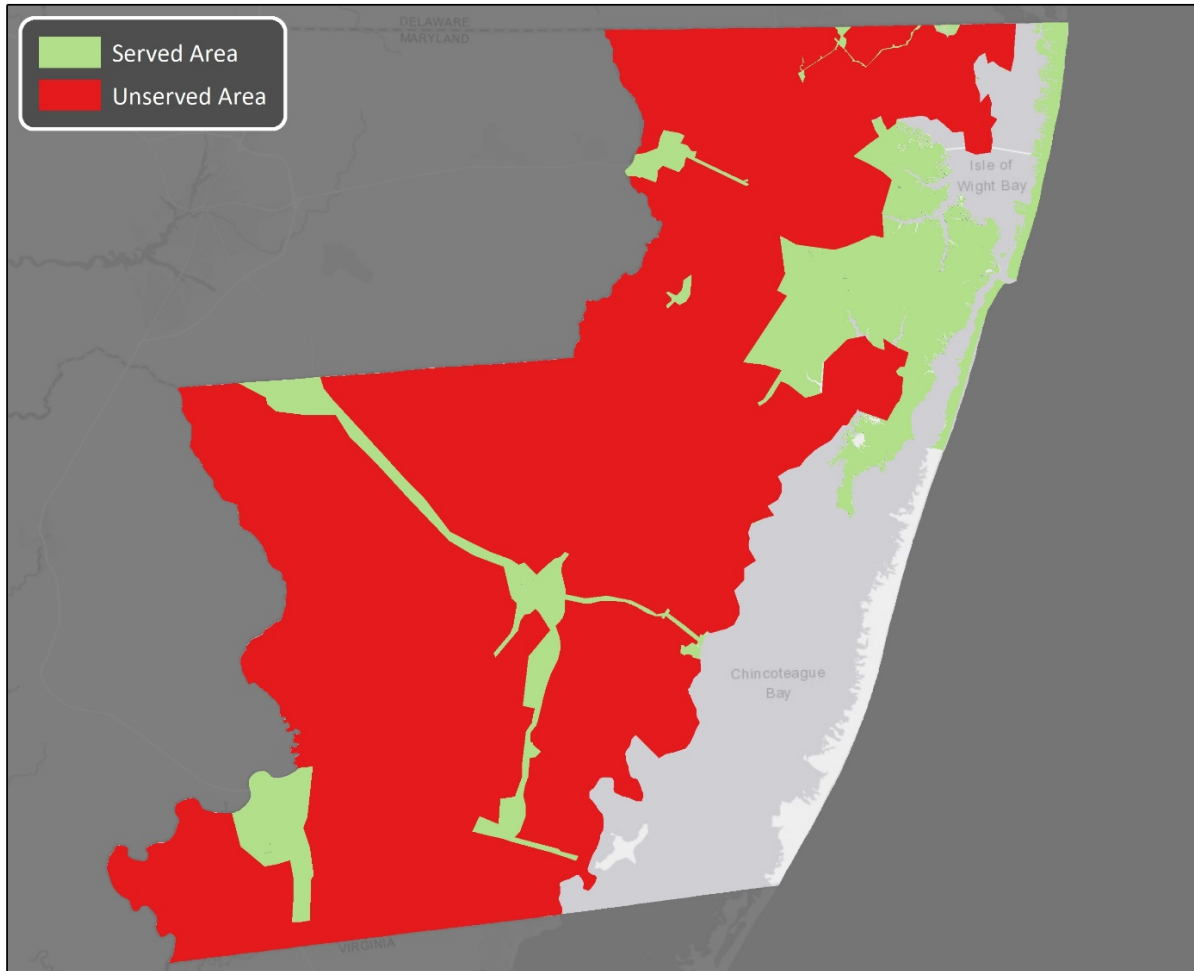 Served Area
Unserved Area
DELAWARE
MARYLAND
Isle of
Wight Bay
Chincoteague
Bay
VIRGINIA